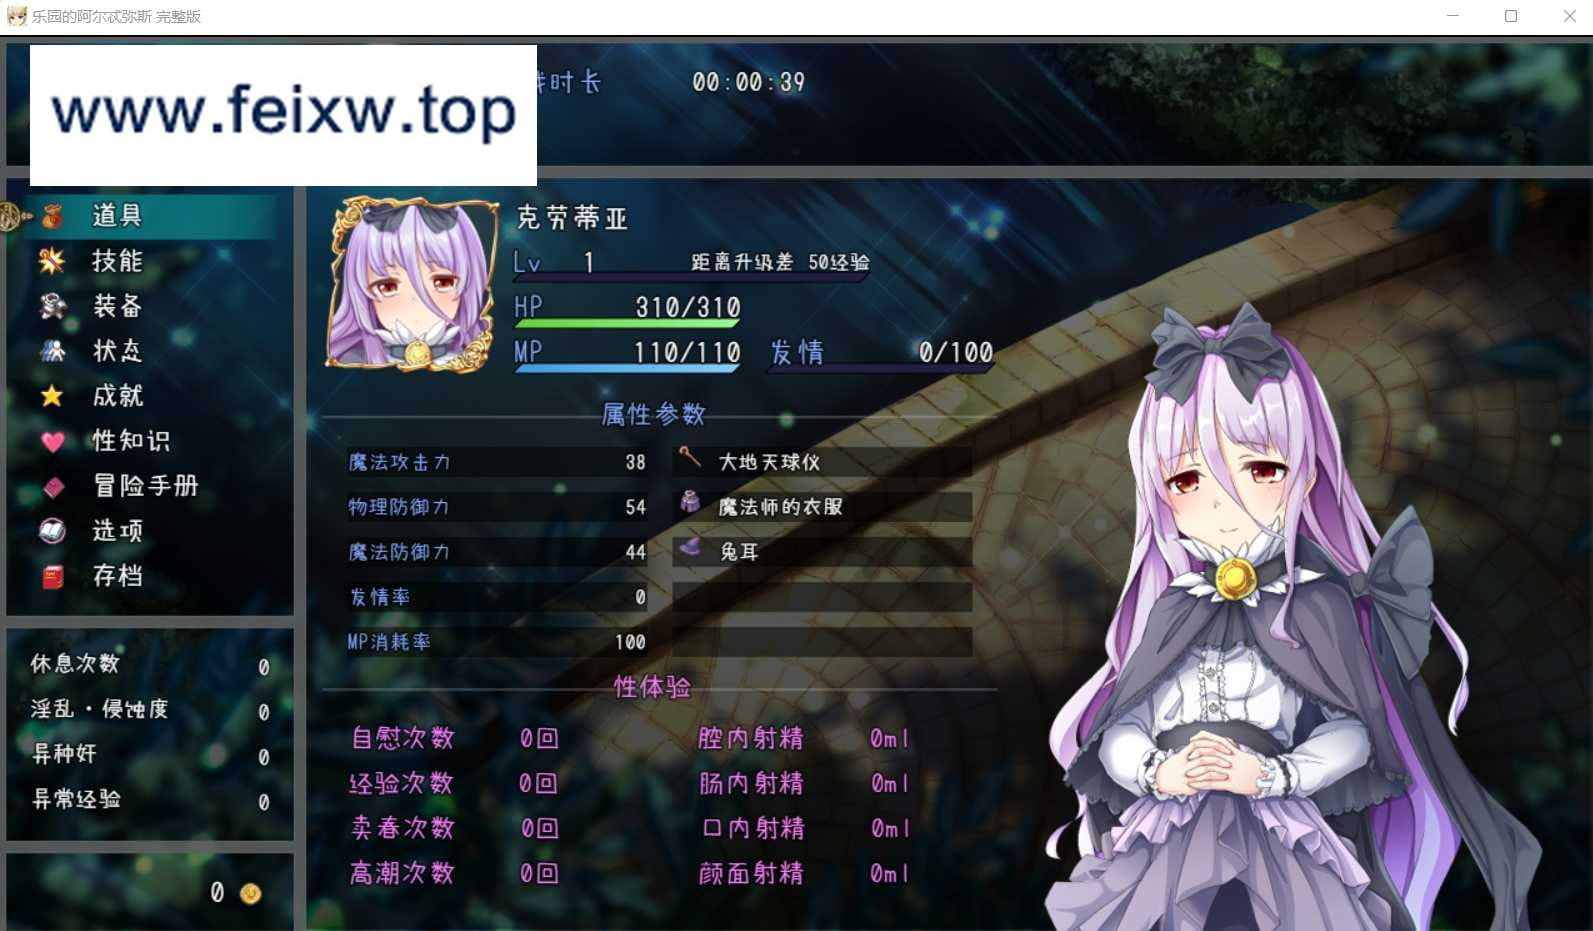 乐园的阿尔忒弥斯 完整版
www.feixw.top
时长 00:00:39
道具
技能
装备
状态
成就
性知识
冒险手册
选项
存档
休息次数 0
淫乱・侵蚀度 0
异种奸 0
异常经验 0
0
克劳蒂亚
Lv 1 距离升级差 50经验
HP 310/310
MP 110/110 发情 0/100
属性参数
魔法攻击力 38 大地天球仪
物理防御力 54 魔法师的衣服
魔法防御力 44 兔耳
发情率 0
MP消耗率 100
性体验
自慰次数 0回 腔内射精 0ml
经验次数 0回 肠内射精 0ml
卖春次数 0回 口内射精 0ml
高潮次数 0回 颜面射精 0ml